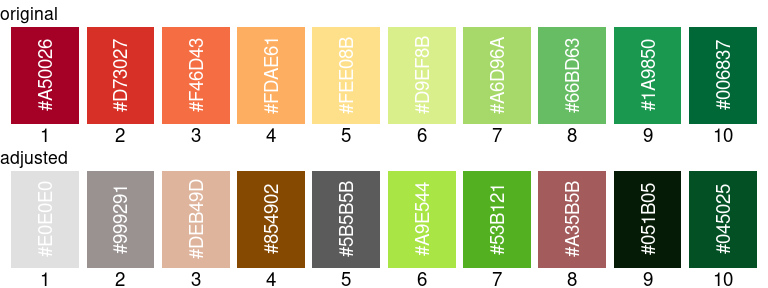 original
#A50026 #D73027 #F46D43 #FDAE61 #FEE08B #D9EF8B #A6D96A #66BD63 #1A9850 #006837
1 2 3 4 5 6 7 8 9 10
adjusted
#E0E0E0 #999291 #DEB49D #854902 #5B5B5B #A9E544 #53B121 #A35B5B #051B05 #045025
1 2 3 4 5 6 7 8 9 10